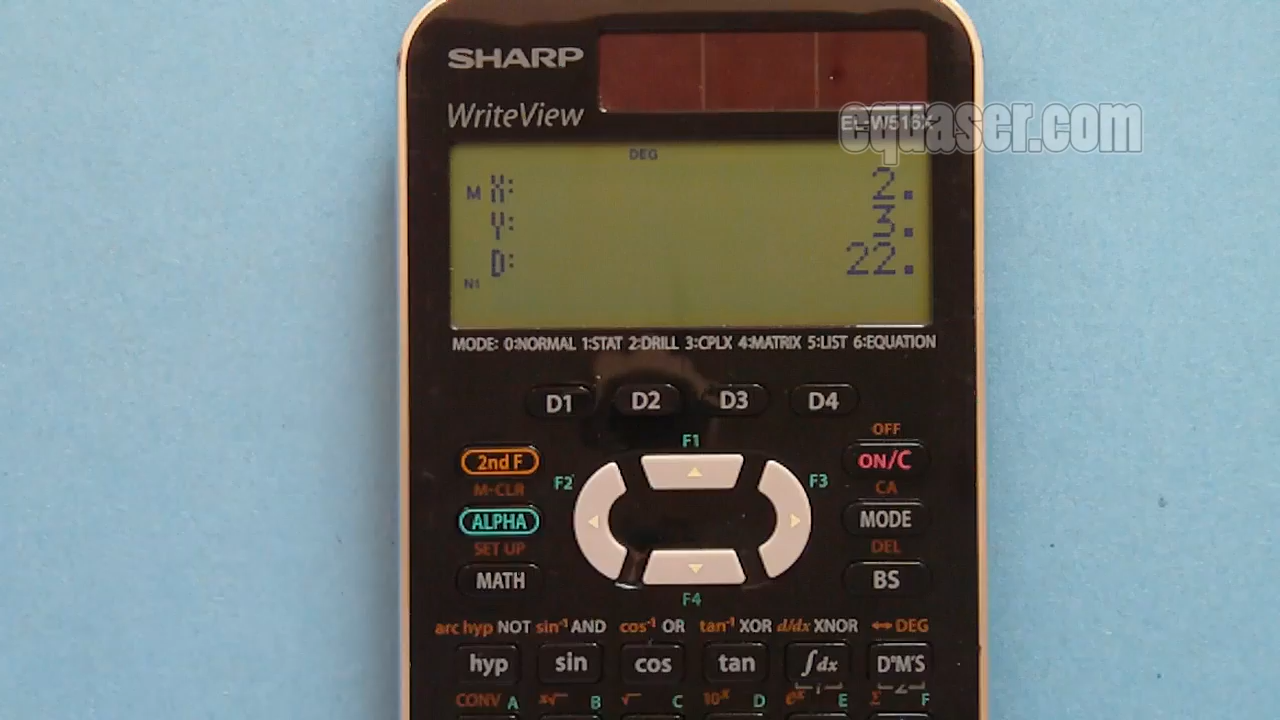 SHARP
WriteView
EL-W516X
equaser.com
DEG
M X: 2.
Y: 3.
D: 22.
N1
MODE: 0:NORMAL 1:STAT 2:DRILL 3:CPLX 4:MATRIX 5:LIST 6:EQUATION
D1 D2 D3 D4
OFF
F1
2nd F ON/C
F2 F3
M-CLR CA
ALPHA MODE
SET UP DEL
MATH BS
F4
arc hyp NOT sin⁻¹ AND cos⁻¹ OR tan⁻¹ XOR d/dx XNOR ↔DEG
hyp sin cos tan ∫dx D°M'S
i ∠
CONV A x√ B √ C 10ˣ D eˣ E Σ F